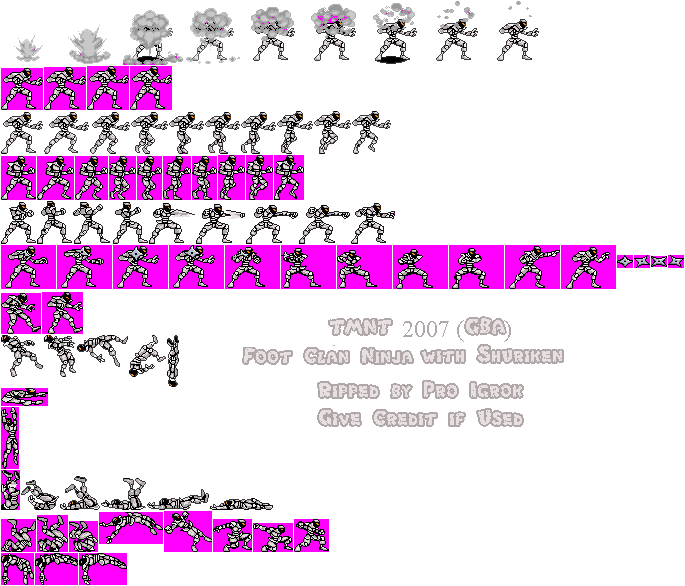 TMNT 2007 (GBA)
Foot Clan Ninja with Shuriken
Ripped by Pro Igrok
Give Credit if Used